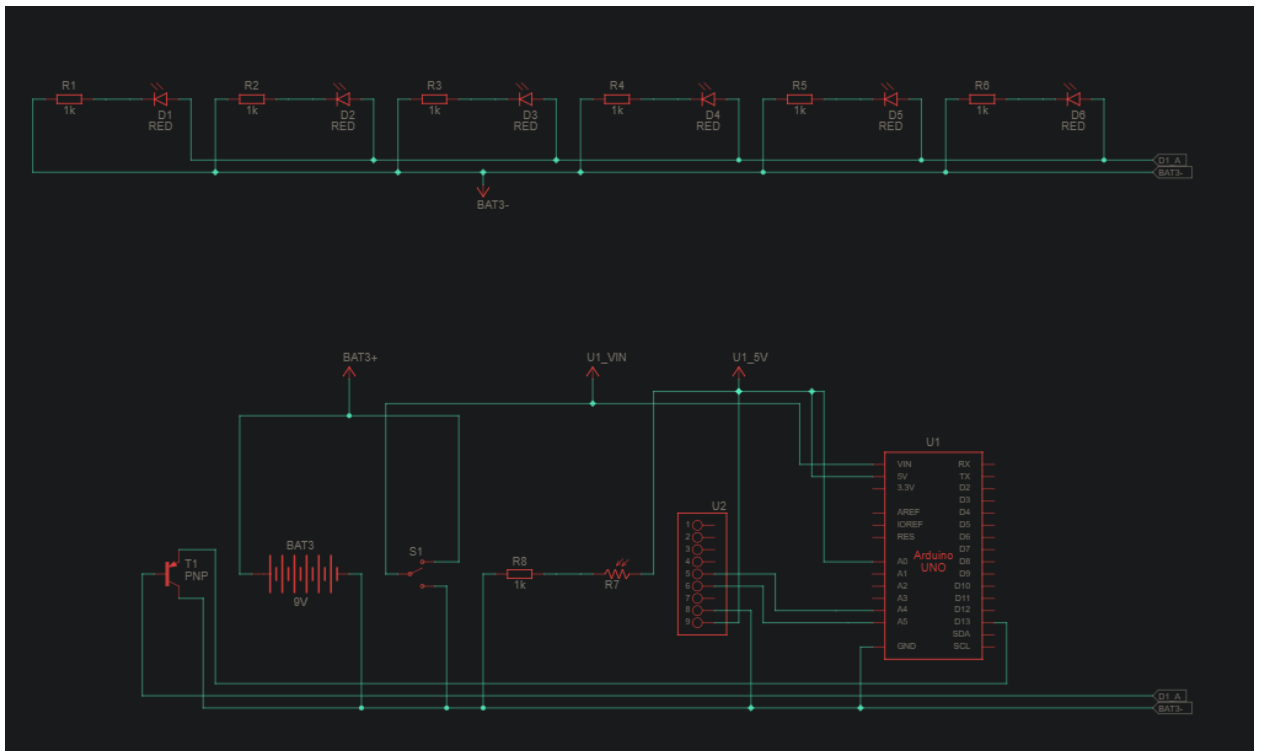 R1 R2 R3 R4 R5 R6
1k 1k 1k 1k 1k 1k
D1 D2 D3 D4 D5 D6
RED RED RED RED RED RED
D1_A
BAT3-
BAT3-
BAT3+ U1_VIN U1_5V
U1
VIN RX
5V TX
3.3V D2
D3
AREF D4
IOREF D5
RES D6
D7
Arduino
UNO
A0 D8
A1 D9
A2 D10
A3 D11
A4 D12
A5 D13
SDA
GND SCL
U2
1
2
3
4
5
6
7
8
9
T1
PNP
BAT3
9V
S1
R8
1k
R7
D1_A
BAT3-